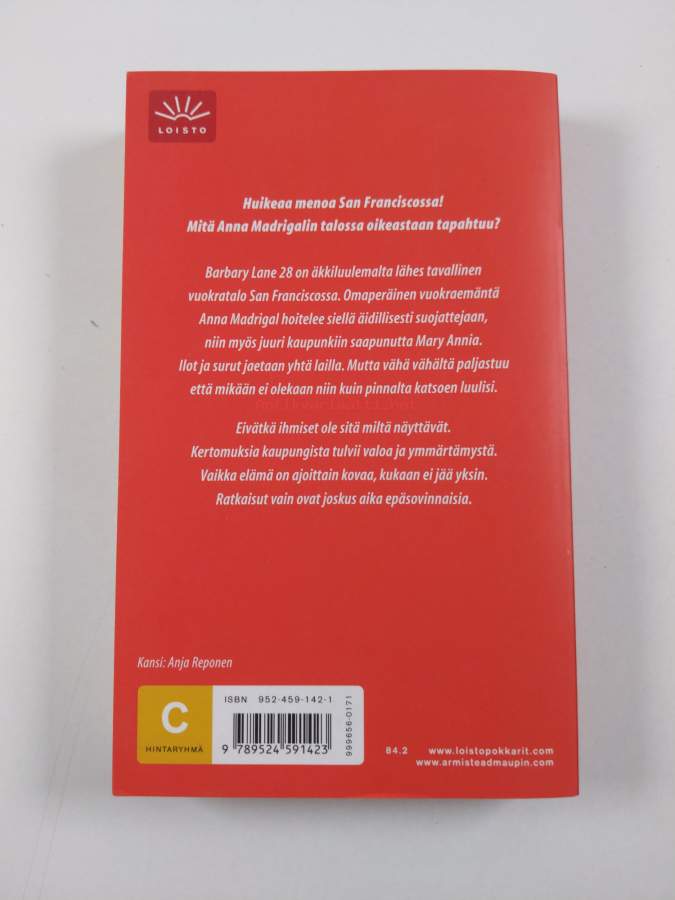 LOISTO
Huikeaa menoa San Franciscossa!
Mitä Anna Madrigalin talossa oikeastaan tapahtuu?
Barbary Lane 28 on äkkiluulemalta lähes tavallinen
vuokratalo San Franciscossa. Omaperäinen vuokraemäntä
Anna Madrigal hoitelee siellä äidillisesti suojattejaan,
niin myös juuri kaupunkiin saapunutta Mary Annia.
Ilot ja surut jaetaan yhtä lailla. Mutta vähä vähältä paljastuu
että mikään ei olekaan niin kuin pinnalta katsoen luulisi.
Eivätkä ihmiset ole sitä miltä näyttävät.
Kertomuksia kaupungista tulvii valoa ja ymmärtämystä.
Vaikka elämä on ajoittain kovaa, kukaan ei jää yksin.
Ratkaisut vain ovat joskus aika epäsovinnaisia.
Kansi: Anja Reponen
C
HINTARYHMÄ
ISBN 952-459-142-1
9 789524 591423
999656-0171
84.2 www.loistopokkarit.com
www.armisteadmaupin.com